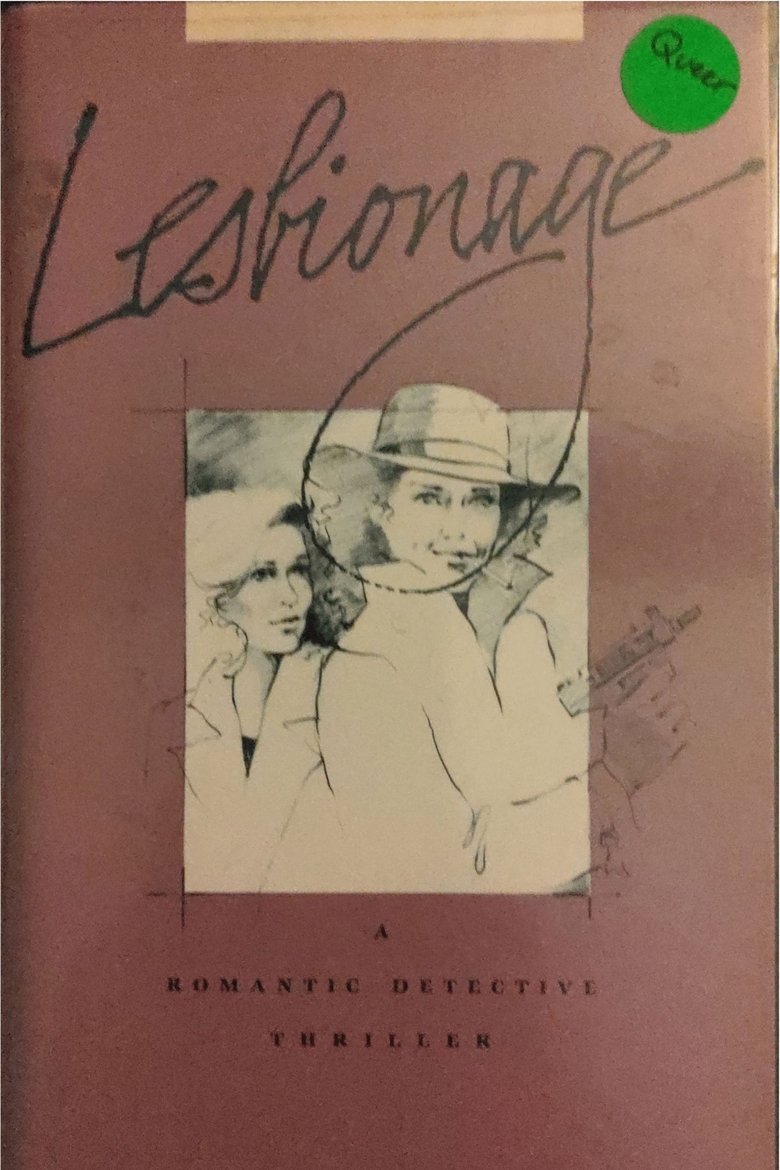 Queer
Lesbionage
A
ROMANTIC DETECTIVE
THRILLER